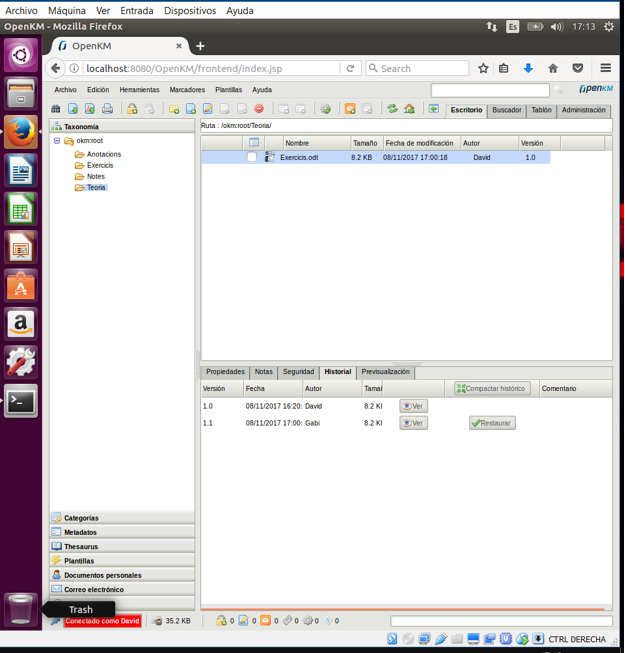 Archivo Máquina Ver Entrada Dispositivos Ayuda
OpenKM - Mozilla Firefox Es 17:13
OpenKM
localhost:8080/OpenKM/frontend/index.jsp Search
Archivo Edición Herramientas Marcadores Plantillas Ayuda OpenKM
Escritorio Buscador Tablón Administración
Taxonomía
Ruta : /okm:root/Teoria/
okm:root
Anotacions
Exercicis
Notes
Teoria
Nombre Tamaño Fecha de modificación Autor Versión
Exercicis.odt 8.2 KB 08/11/2017 17:00:18 David 1.0
Propiedades Notas Seguridad Historial Previsualización
Versión Fecha Autor Tamañ Compactar histórico Comentario
1.0 08/11/2017 16:20: David 8.2 KI Ver
1.1 08/11/2017 17:00: Gabi 8.2 KI Ver Restaurar
Categorías
Metadatos
Thesaurus
Plantillas
Documentos personales
Correo electrónico
Trash
Conectado como David 35.2 KB 0 0 0 0 0 0
CTRL DERECHA